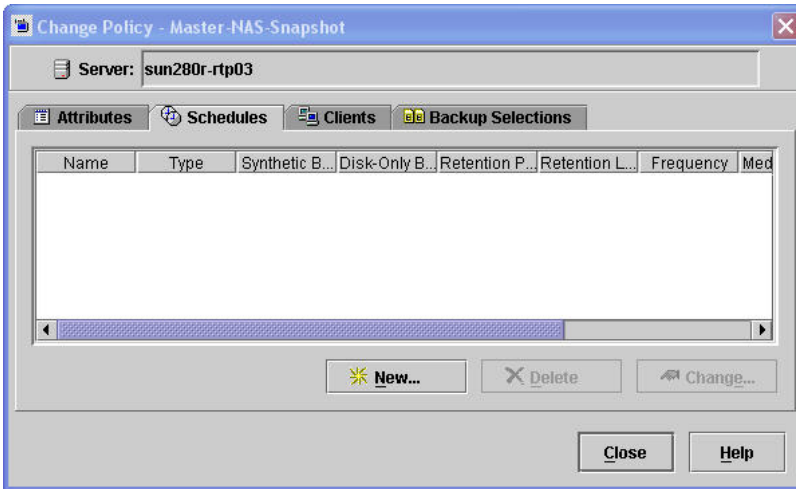 Change Policy - Master-NAS-Snapshot
Server: sun280r-rtp03
Attributes Schedules Clients Backup Selections
Name Type Synthetic B... Disk-Only B... Retention P... Retention L... Frequency Med
New... Delete Change...
Close Help